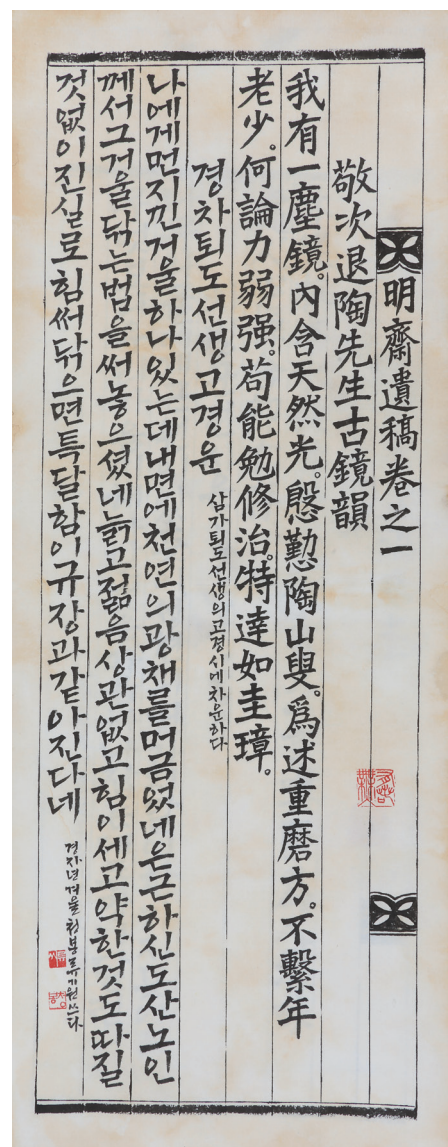 明齋遺稿卷之一
敬次退陶先生古鏡韻
我有一塵鏡。內含天然光。慇懃陶山叟。爲述重磨方。不繫年
老少。何論力弱强。苟能勉修治。特達如圭璋。
경차퇴도선생고경운 삼가퇴도선생의고경시에차운하다
나에게먼지낀거울하나있는데내면에천연의광채를머금었네은근하신도산노인
께서그거울닦는법을써놓으셨네늙고젊음상관없고힘이세고약한것도따질
것없이진실로힘써닦으면특달함이규장과같아진다네
경자년겨울청봉류기원쓰다